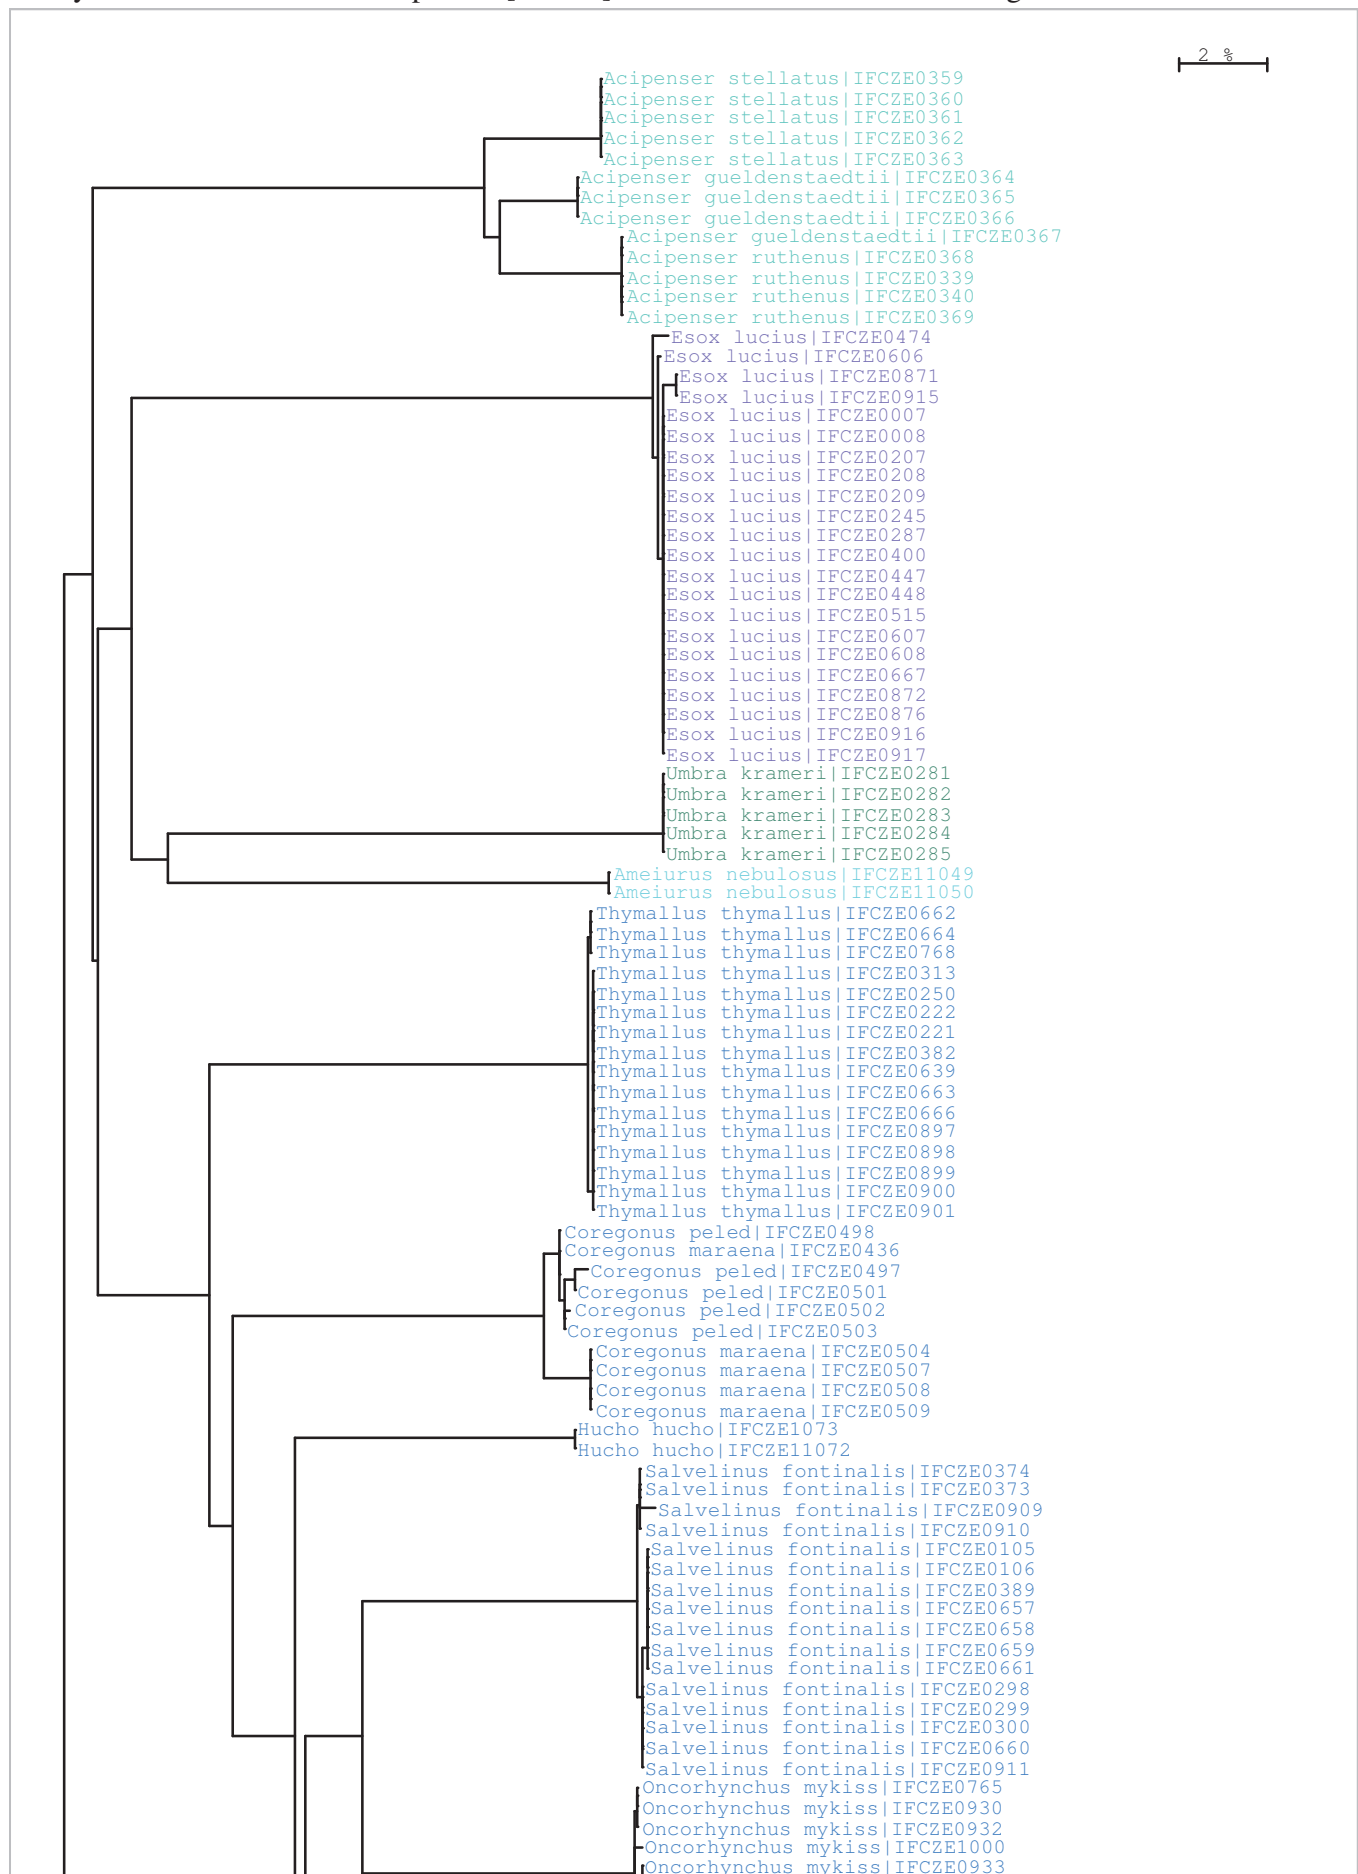 2 %
Acipenser stellatus|IFCZE0359
Acipenser stellatus|IFCZE0360
Acipenser stellatus|IFCZE0361
Acipenser stellatus|IFCZE0362
Acipenser stellatus|IFCZE0363
Acipenser gueldenstaedtii|IFCZE0364
Acipenser gueldenstaedtii|IFCZE0365
Acipenser gueldenstaedtii|IFCZE0366
Acipenser gueldenstaedtii|IFCZE0367
Acipenser ruthenus|IFCZE0368
Acipenser ruthenus|IFCZE0339
Acipenser ruthenus|IFCZE0340
Acipenser ruthenus|IFCZE0369
Esox lucius|IFCZE0474
Esox lucius|IFCZE0606
Esox lucius|IFCZE0871
Esox lucius|IFCZE0915
Esox lucius|IFCZE0007
Esox lucius|IFCZE0008
Esox lucius|IFCZE0207
Esox lucius|IFCZE0208
Esox lucius|IFCZE0209
Esox lucius|IFCZE0245
Esox lucius|IFCZE0287
Esox lucius|IFCZE0400
Esox lucius|IFCZE0447
Esox lucius|IFCZE0448
Esox lucius|IFCZE0515
Esox lucius|IFCZE0607
Esox lucius|IFCZE0608
Esox lucius|IFCZE0667
Esox lucius|IFCZE0872
Esox lucius|IFCZE0876
Esox lucius|IFCZE0916
Esox lucius|IFCZE0917
Umbra krameri|IFCZE0281
Umbra krameri|IFCZE0282
Umbra krameri|IFCZE0283
Umbra krameri|IFCZE0284
Umbra krameri|IFCZE0285
Ameiurus nebulosus|IFCZE11049
Ameiurus nebulosus|IFCZE11050
Thymallus thymallus|IFCZE0662
Thymallus thymallus|IFCZE0664
Thymallus thymallus|IFCZE0768
Thymallus thymallus|IFCZE0313
Thymallus thymallus|IFCZE0250
Thymallus thymallus|IFCZE0222
Thymallus thymallus|IFCZE0221
Thymallus thymallus|IFCZE0382
Thymallus thymallus|IFCZE0639
Thymallus thymallus|IFCZE0663
Thymallus thymallus|IFCZE0666
Thymallus thymallus|IFCZE0897
Thymallus thymallus|IFCZE0898
Thymallus thymallus|IFCZE0899
Thymallus thymallus|IFCZE0900
Thymallus thymallus|IFCZE0901
Coregonus peled|IFCZE0498
Coregonus maraena|IFCZE0436
Coregonus peled|IFCZE0497
Coregonus peled|IFCZE0501
Coregonus peled|IFCZE0502
Coregonus peled|IFCZE0503
Coregonus maraena|IFCZE0504
Coregonus maraena|IFCZE0507
Coregonus maraena|IFCZE0508
Coregonus maraena|IFCZE0509
Hucho hucho|IFCZE1073
Hucho hucho|IFCZE11072
Salvelinus fontinalis|IFCZE0374
Salvelinus fontinalis|IFCZE0373
Salvelinus fontinalis|IFCZE0909
Salvelinus fontinalis|IFCZE0910
Salvelinus fontinalis|IFCZE0105
Salvelinus fontinalis|IFCZE0106
Salvelinus fontinalis|IFCZE0389
Salvelinus fontinalis|IFCZE0657
Salvelinus fontinalis|IFCZE0658
Salvelinus fontinalis|IFCZE0659
Salvelinus fontinalis|IFCZE0661
Salvelinus fontinalis|IFCZE0298
Salvelinus fontinalis|IFCZE0299
Salvelinus fontinalis|IFCZE0300
Salvelinus fontinalis|IFCZE0660
Salvelinus fontinalis|IFCZE0911
Oncorhynchus mykiss|IFCZE0765
Oncorhynchus mykiss|IFCZE0930
Oncorhynchus mykiss|IFCZE0932
Oncorhynchus mykiss|IFCZE1000
Oncorhynchus mykiss|IFCZE0933